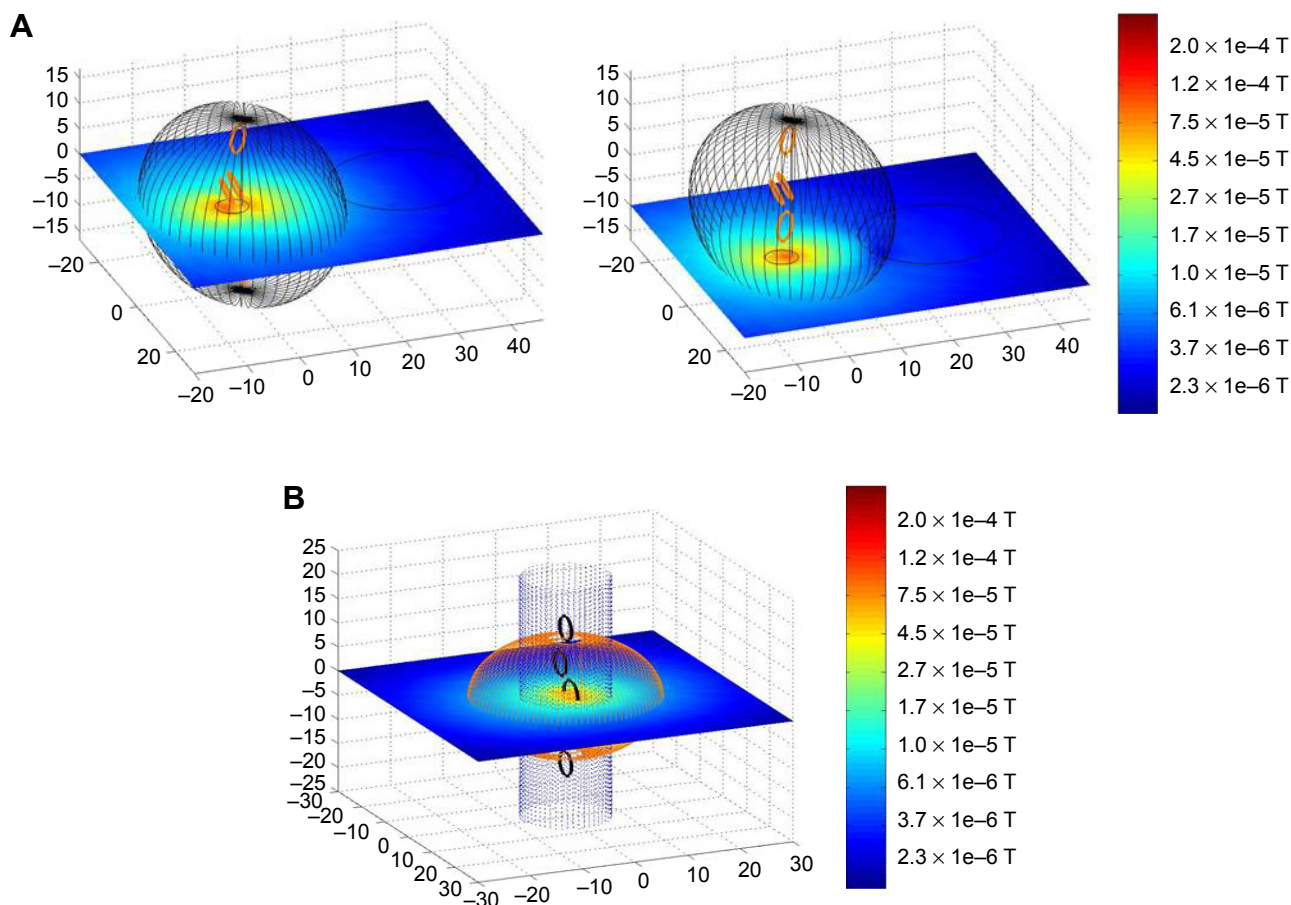 A
15
10
5
0
–5
–10
–15
–20
0
20
–20
–10
0
10
20
30
40
15
10
5
0
–5
–10
–15
–20
0
20
–20
–10
0
10
20
30
40
2.0 × 1e–4 T
1.2 × 1e–4 T
7.5 × 1e–5 T
4.5 × 1e–5 T
2.7 × 1e–5 T
1.7 × 1e–5 T
1.0 × 1e–5 T
6.1 × 1e–6 T
3.7 × 1e–6 T
2.3 × 1e–6 T
B
25
20
15
10
5
0
–5
–10
–15
–20
–25
–30
–20
–10
0
10
20
30
–30
–20
–10
0
10
20
30
2.0 × 1e–4 T
1.2 × 1e–4 T
7.5 × 1e–5 T
4.5 × 1e–5 T
2.7 × 1e–5 T
1.7 × 1e–5 T
1.0 × 1e–5 T
6.1 × 1e–6 T
3.7 × 1e–6 T
2.3 × 1e–6 T